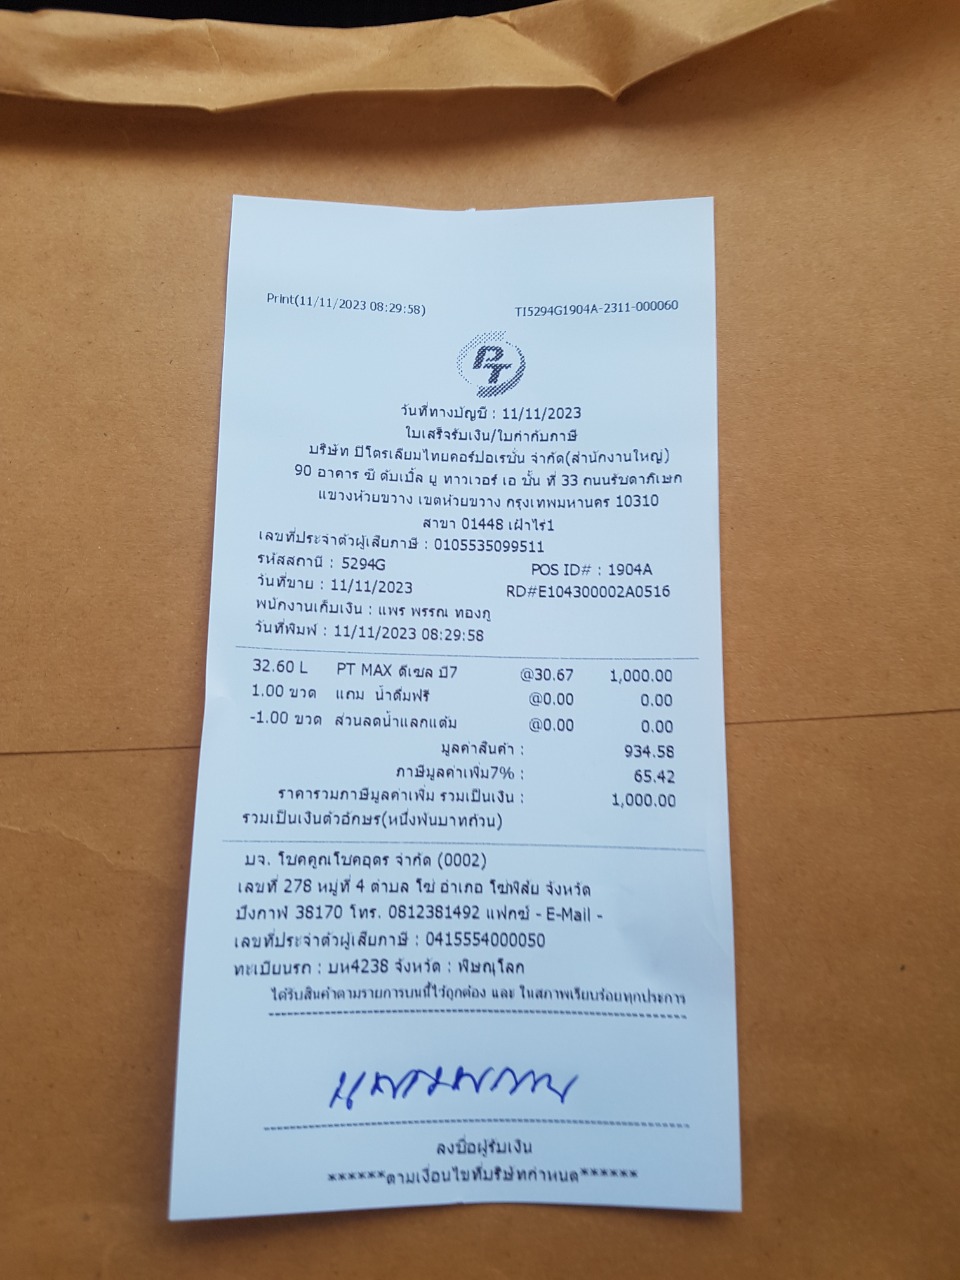 Print(11/11/2023 08:29:58) TI5294G1904A-2311-000060
PT
วันที่ทางบัญชี : 11/11/2023
ใบเสร็จรับเงิน/ใบกำกับภาษี
บริษัท ปิโตรเลียมไทยคอร์ปอเรชั่น จำกัด(สำนักงานใหญ่)
90 อาคาร ซี ดับเบิ้ล ยู ทาวเวอร์ เอ ชั้น ที่ 33 ถนนรัชดาภิเษก
แขวงห้วยขวาง เขตห้วยขวาง กรุงเทพมหานคร 10310
สาขา 01448 เฝ้าไร่1
เลขที่ประจำตัวผู้เสียภาษี : 0105535099511
รหัสสถานี : 5294G POS ID# : 1904A
วันที่ขาย : 11/11/2023 RD#E104300002A0516
พนักงานเก็บเงิน : แพร พรรณ ทองภู
วันที่พิมพ์ : 11/11/2023 08:29:58
32.60 L PT MAX ดีเซล บี7 @30.67 1,000.00
1.00 ขวด แถม น้ำดื่มฟรี @0.00 0.00
-1.00 ขวด ส่วนลดน้ำแลกแต้ม @0.00 0.00
มูลค่าสินค้า : 934.58
ภาษีมูลค่าเพิ่ม7% : 65.42
ราคารวมภาษีมูลค่าเพิ่ม รวมเป็นเงิน : 1,000.00
รวมเป็นเงินตัวอักษร(หนึ่งพันบาทถ้วน)
บจ. โชคคูณโชคอุดร จำกัด (0002)
เลขที่ 278 หมู่ที่ 4 ตำบล โซ่ อำเภอ โซ่พิสัย จังหวัด
บึงกาฬ 38170 โทร. 0812381492 แฟกซ์ - E-Mail -
เลขที่ประจำตัวผู้เสียภาษี : 0415554000050
ทะเบียนรถ : บห4238 จังหวัด : พิษณุโลก
ได้รับสินค้าตามรายการบนนี้ไว้ถูกต้อง และ ในสภาพเรียบร้อยทุกประการ
ลงชื่อผู้รับเงิน
******ตามเงื่อนไขที่บริษัทกำหนด******